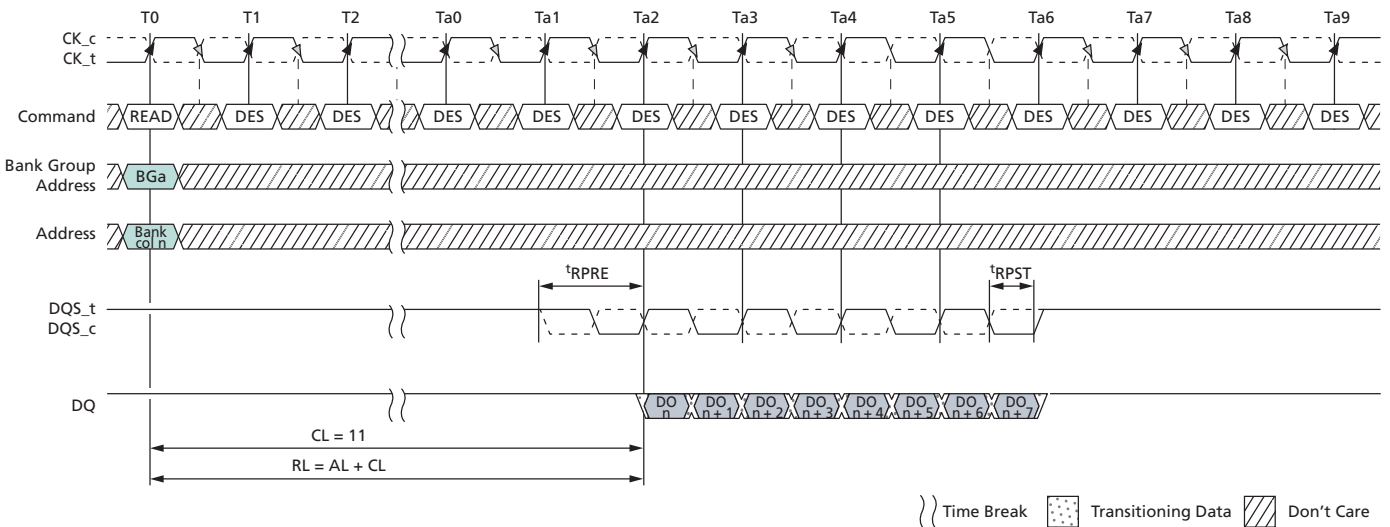 T0 T1 T2 Ta0 Ta1 Ta2 Ta3 Ta4 Ta5 Ta6 Ta7 Ta8 Ta9
CK_c
CK_t
Command READ DES DES DES DES DES DES DES DES DES DES DES DES
Bank Group
Address
BGa
Address
Bank
col n
tRPRE
tRPST
DQS_t
DQS_c
DQ
DO
n
DO
n + 1
DO
n + 2
DO
n + 3
DO
n + 4
DO
n + 5
DO
n + 6
DO
n + 7
CL = 11
RL = AL + CL
Time Break Transitioning Data Don't Care